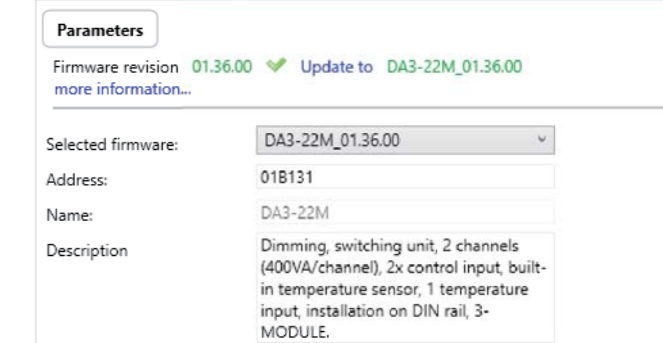 Parameters
Firmware revision 01.36.00 Update to DA3-22M_01.36.00
more information...
Selected firmware: DA3-22M_01.36.00
Address: 01B131
Name: DA3-22M
Description Dimming, switching unit, 2 channels
(400VA/channel), 2x control input, built-
in temperature sensor, 1 temperature
input, installation on DIN rail, 3-
MODULE.